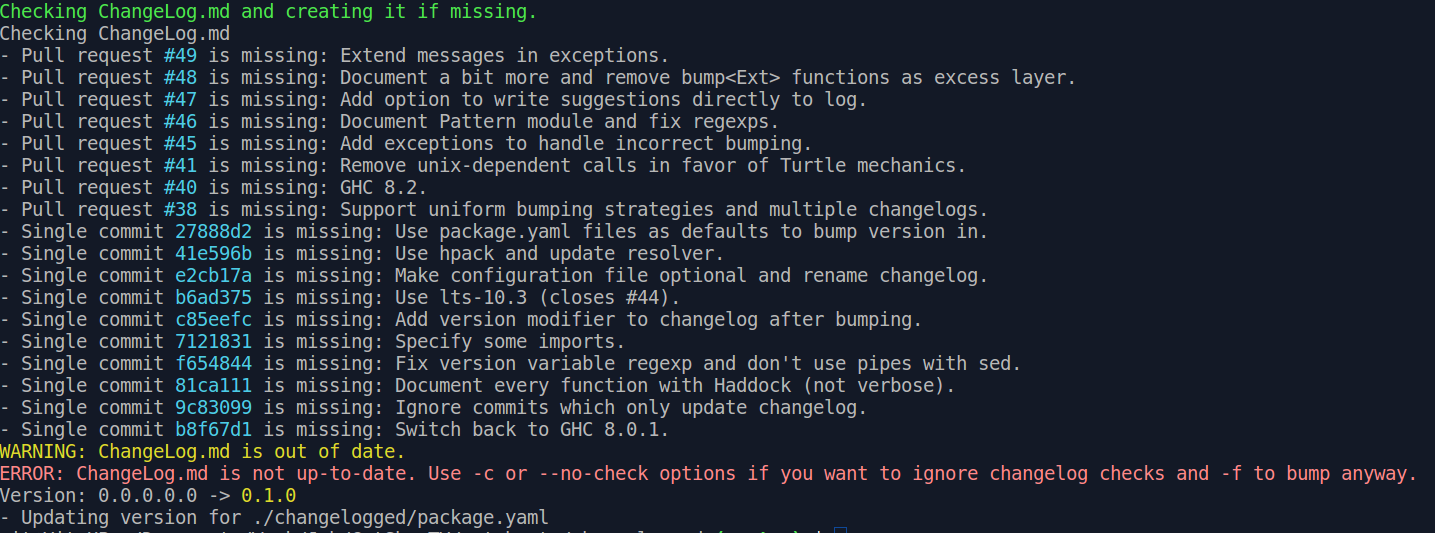 Checking ChangeLog.md and creating it if missing.
Checking ChangeLog.md
- Pull request #49 is missing: Extend messages in exceptions.
- Pull request #48 is missing: Document a bit more and remove bump<Ext> functions as excess layer.
- Pull request #47 is missing: Add option to write suggestions directly to log.
- Pull request #46 is missing: Document Pattern module and fix regexps.
- Pull request #45 is missing: Add exceptions to handle incorrect bumping.
- Pull request #41 is missing: Remove unix-dependent calls in favor of Turtle mechanics.
- Pull request #40 is missing: GHC 8.2.
- Pull request #38 is missing: Support uniform bumping strategies and multiple changelogs.
- Single commit 27888d2 is missing: Use package.yaml files as defaults to bump version in.
- Single commit 41e596b is missing: Use hpack and update resolver.
- Single commit e2cb17a is missing: Make configuration file optional and rename changelog.
- Single commit b6ad375 is missing: Use lts-10.3 (closes #44).
- Single commit c85eefc is missing: Add version modifier to changelog after bumping.
- Single commit 7121831 is missing: Specify some imports.
- Single commit f654844 is missing: Fix version variable regexp and don't use pipes with sed.
- Single commit 81ca111 is missing: Document every function with Haddock (not verbose).
- Single commit 9c83099 is missing: Ignore commits which only update changelog.
- Single commit b8f67d1 is missing: Switch back to GHC 8.0.1.
WARNING: ChangeLog.md is out of date.
ERROR: ChangeLog.md is not up-to-date. Use -c or --no-check options if you want to ignore changelog checks and -f to bump anyway.
Version: 0.0.0.0.0 -> 0.1.0
- Updating version for ./changelogged/package.yaml